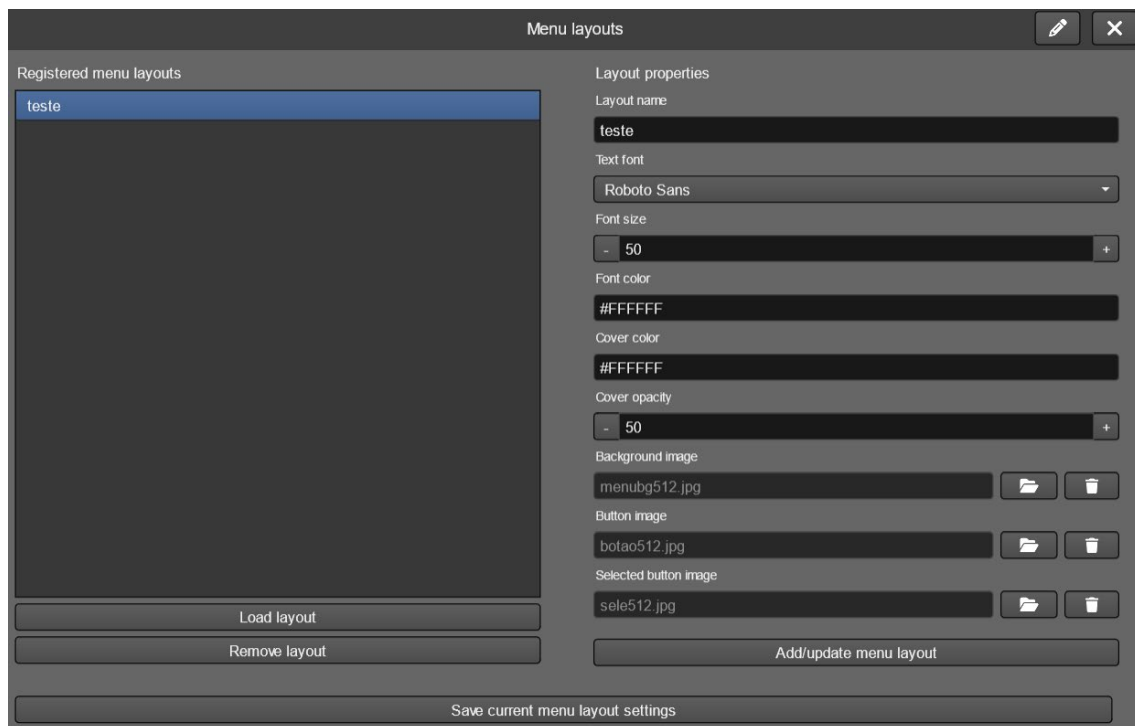 Menu layouts
Registered menu layouts
teste
Load layout
Remove layout
Layout properties
Layout name
teste
Text font
Roboto Sans
Font size
- 50 +
Font color
#FFFFFF
Cover color
#FFFFFF
Cover opacity
- 50 +
Background image
menubg512.jpg
Button image
botao512.jpg
Selected button image
sele512.jpg
Add/update menu layout
Save current menu layout settings